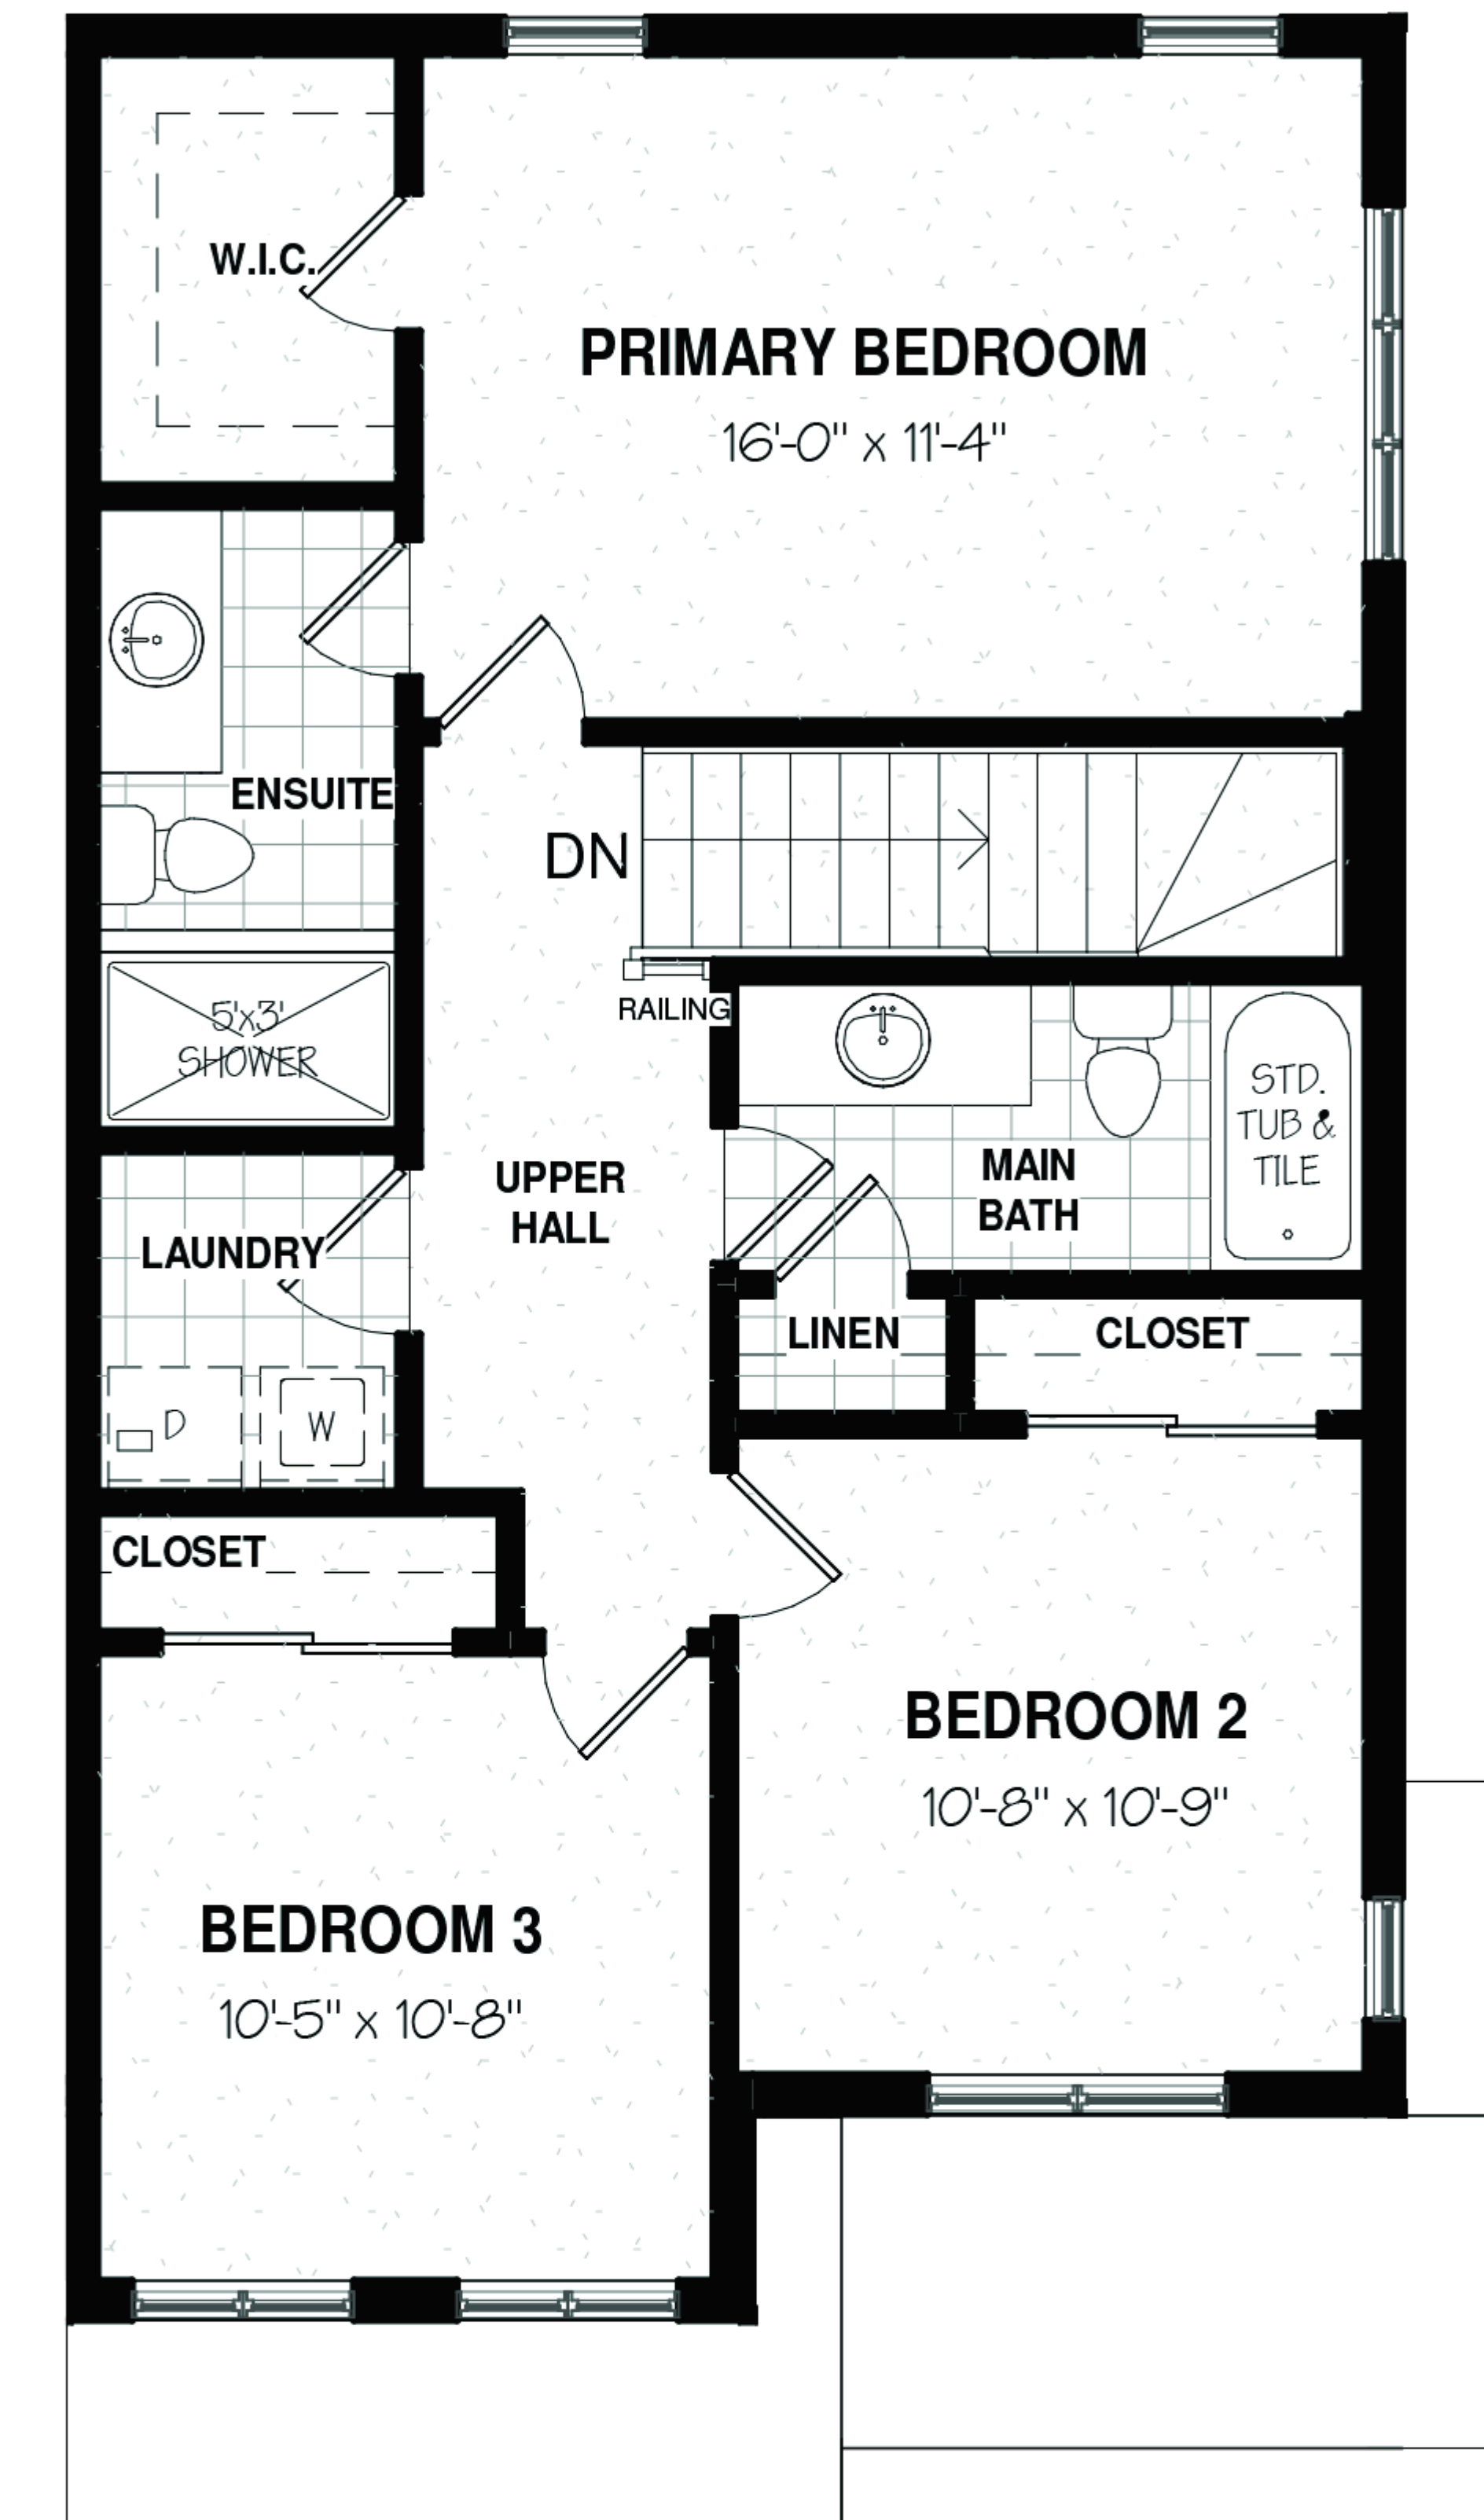 W.I.C.
PRIMARY BEDROOM
16'-0" x 11'-4"
ENSUITE
DN
5'x3'
SHOWER
RAILING
STD.
TUB &
TILE
MAIN
BATH
UPPER
HALL
LAUNDRY
LINEN
CLOSET
D
W
CLOSET
BEDROOM 2
10'-8" x 10'-9"
BEDROOM 3
10'-5" x 10'-8"